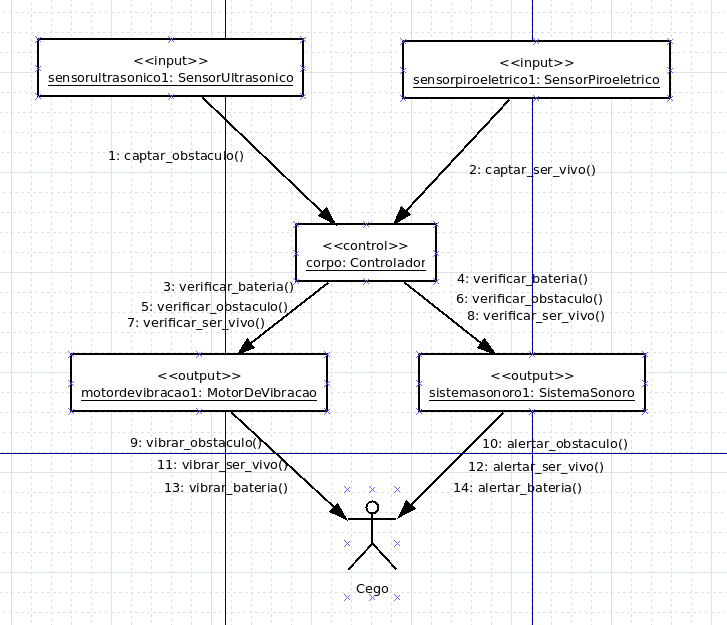 <<input>>
sensorultrasonico1: SensorUltrasonico
<<input>>
sensorpiroeletrico1: SensorPiroeletrico
1: captar_obstaculo()
2: captar_ser_vivo()
<<control>>
corpo: Controlador
3: verificar_bateria()
5: verificar_obstaculo()
7: verificar_ser_vivo()
4: verificar_bateria()
6: verificar_obstaculo()
8: verificar_ser_vivo()
<<output>>
motordevibracao1: MotorDeVibracao
<<output>>
sistemasonoro1: SistemaSonoro
9: vibrar_obstaculo()
11: vibrar_ser_vivo()
13: vibrar_bateria()
10: alertar_obstaculo()
12: alertar_ser_vivo()
14: alertar_bateria()
Cego